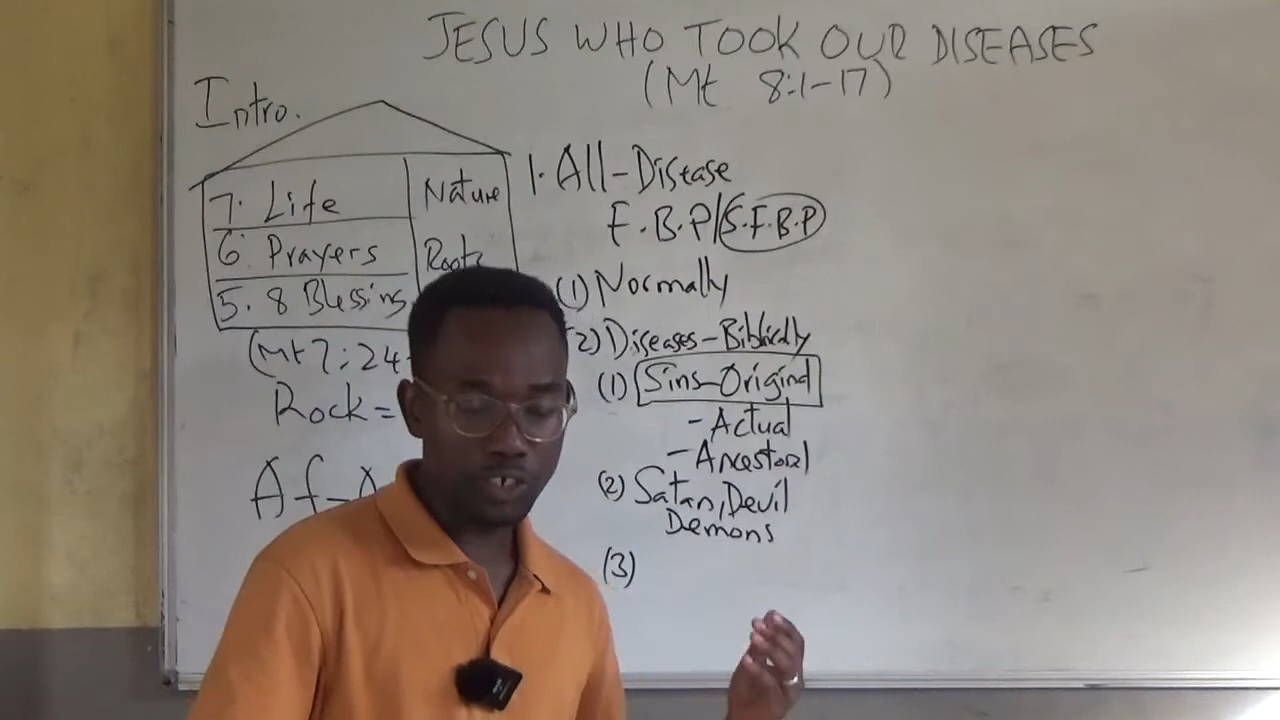 JESUS WHO TOOK OUR DISEASES
(Mt 8:1-17)
Intro.
7. Life
Nature
6. Prayers
Roots
5. 8 Blessings
(Mt 7:24-
Rock =
Af-A
1. All-Disease
F.B.P/S.F.B.P
(1) Normally
(2) Diseases-Biblically
(1) Sins-Original
- Actual
- Ancestoral
(2) Satan, Devil
Demons
(3)